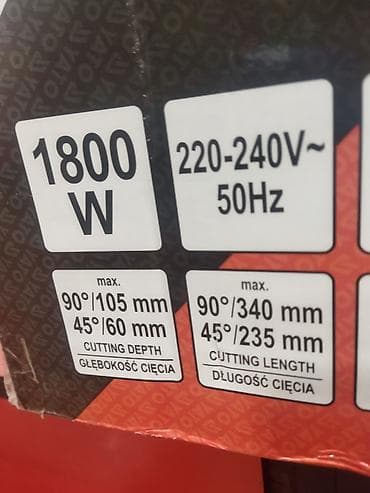 1800
W
220-240V~
50Hz
max.
90°/105 mm
45°/60 mm
CUTTING DEPTH
GŁĘBOKOŚĆ CIĘCIA
max.
90°/340 mm
45°/235 mm
CUTTING LENGTH
DŁUGOŚĆ CIĘCIA
YATO